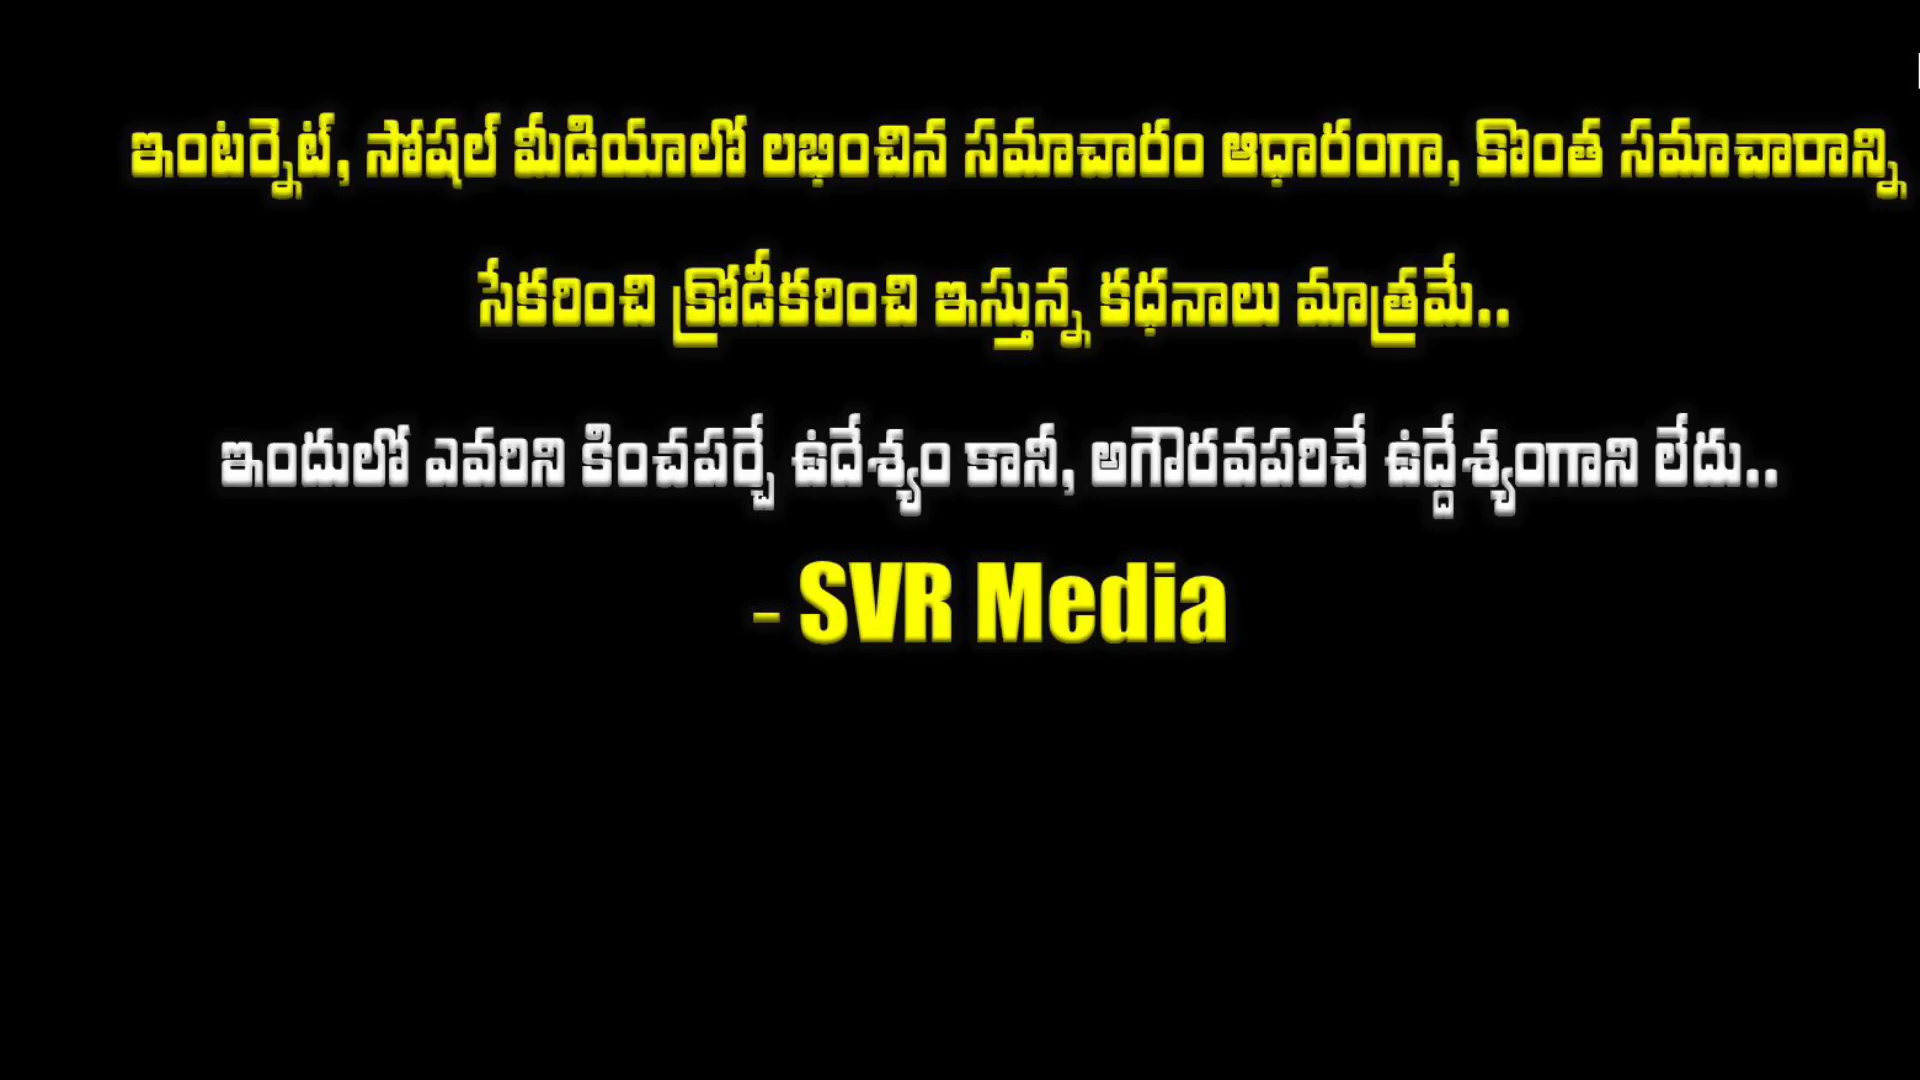 ఇంటర్నెట్, సోషల్ మీడియాలో లభించిన సమాచారం ఆధారంగా, కొంత సమాచారాన్ని
సేకరించి క్రోడీకరించి ఇస్తున్న కధనాలు మాత్రమే..
ఇందులో ఎవరిని కించపర్చే ఉదేశ్యం కానీ, అగౌరవపరిచే ఉద్దేశ్యంగాని లేదు..
- SVR Media